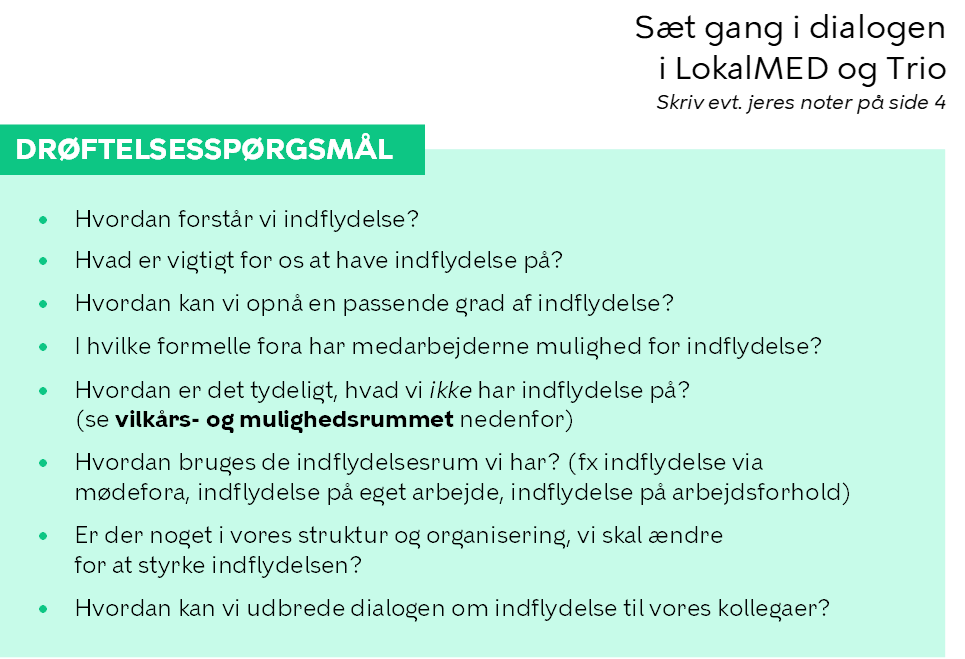 Sæt gang i dialogen
i LokalMED og Trio
Skriv evt. jeres noter på side 4
DRØFTELSESSPØRGSMÅL
• Hvordan forstår vi indflydelse?
• Hvad er vigtigt for os at have indflydelse på?
• Hvordan kan vi opnå en passende grad af indflydelse?
• I hvilke formelle fora har medarbejderne mulighed for indflydelse?
• Hvordan er det tydeligt, hvad vi ikke har indflydelse på?
(se vilkårs- og mulighedsrummet nedenfor)
• Hvordan bruges de indflydelsesrum vi har? (fx indflydelse via
mødefora, indflydelse på eget arbejde, indflydelse på arbejdsforhold)
• Er der noget i vores struktur og organisering, vi skal ændre
for at styrke indflydelsen?
• Hvordan kan vi udbrede dialogen om indflydelse til vores kollegaer?